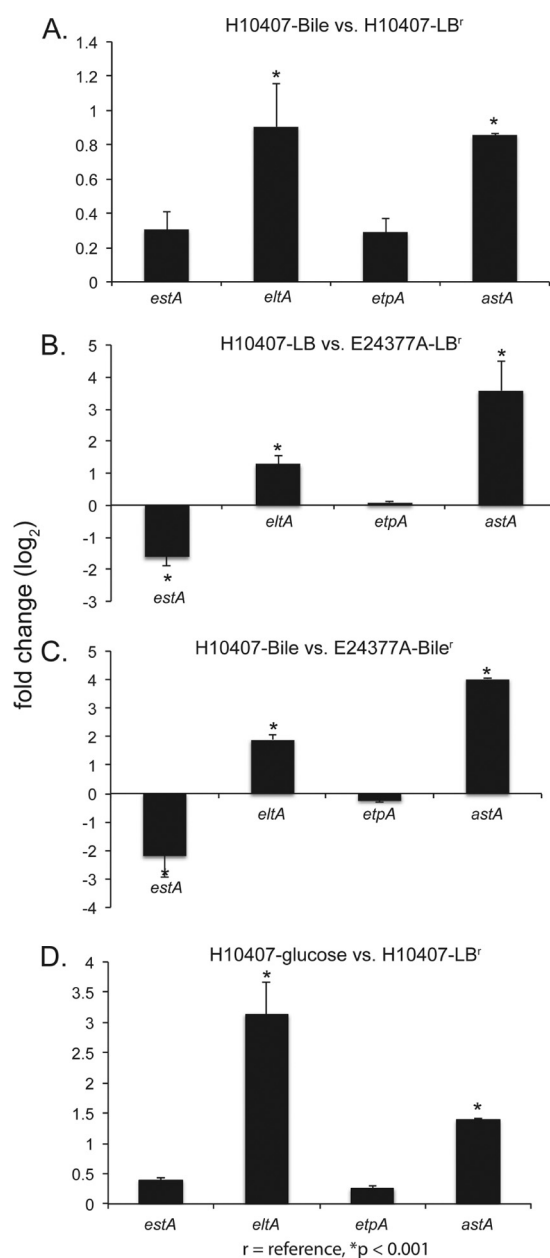 fold change (log2)
A.
H10407-Bile vs. H10407-LBr
1.4
1.2
1
0.8
0.6
0.4
0.2
0
*
*
estA
eltA
etpA
astA
B.
H10407-LB vs. E24377A-LBr
5
4
3
2
1
0
-1
-2
-3
*
*
*
estA
eltA
etpA
astA
C.
H10407-Bile vs. E24377A-Biler
5
4
3
2
1
0
-1
-2
-3
-4
*
*
*
estA
eltA
etpA
astA
D.
H10407-glucose vs. H10407-LBr
4
3.5
3
2.5
2
1.5
1
0.5
0
*
*
estA
eltA
etpA
astA
r = reference, *p < 0.001